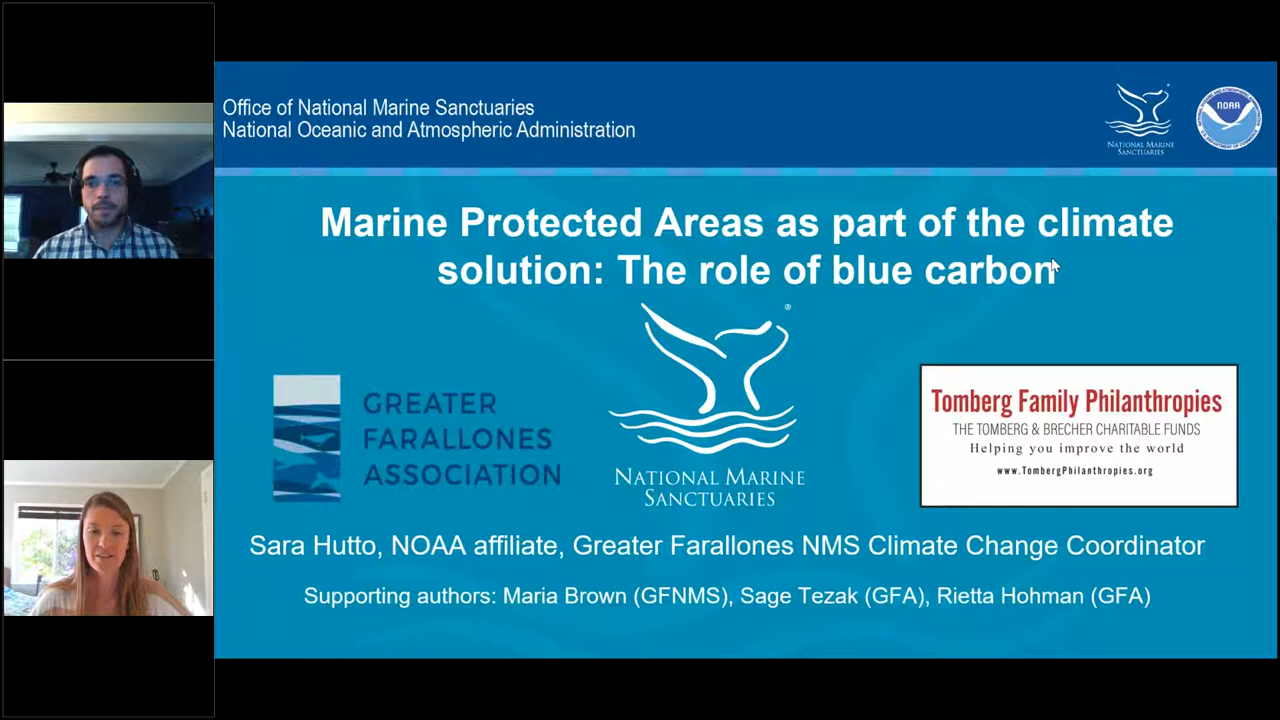 Office of National Marine Sanctuaries
National Oceanic and Atmospheric Administration
NATIONAL MARINE
SANCTUARIES
NOAA
Marine Protected Areas as part of the climate
solution: The role of blue carbon
®
GREATER
FARALLONES
ASSOCIATION
NATIONAL MARINE
SANCTUARIES
Tomberg Family Philanthropies
THE TOMBERG & BRECHER CHARITABLE FUNDS
Helping you improve the world
www.TombergPhilanthropies.org
Sara Hutto, NOAA affiliate, Greater Farallones NMS Climate Change Coordinator
Supporting authors: Maria Brown (GFNMS), Sage Tezak (GFA), Rietta Hohman (GFA)